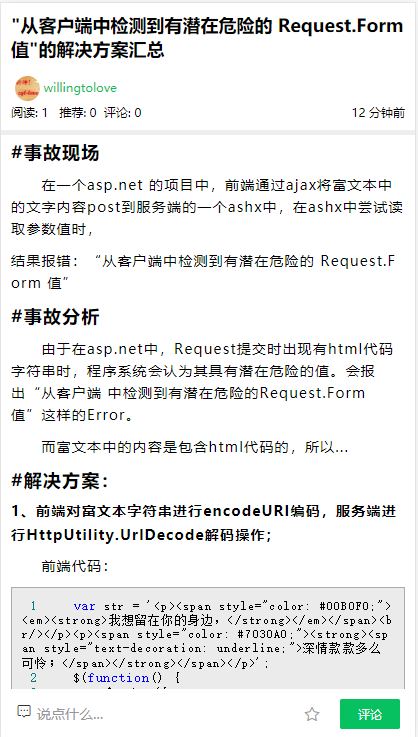 "从客户端中检测到有潜在危险的 Request.Form
值"的解决方案汇总
willingtolove
阅读: 1 推荐: 0 评论: 0 12 分钟前
#事故现场
在一个asp.net 的项目中，前端通过ajax将富文本中
的文字内容post到服务端的一个ashx中，在ashx中尝试读
取参数值时，
结果报错：“从客户端中检测到有潜在危险的 Request.F
orm 值”
#事故分析
由于在asp.net中，Request提交时出现有html代码
字符串时，程序系统会认为其具有潜在危险的值。会报
出“从客户端 中检测到有潜在危险的Request.Form
值”这样的Error。
而富文本中的内容是包含html代码的，所以...
#解决方案：
1、前端对富文本字符串进行encodeURI编码，服务端进
行HttpUtility.UrlDecode解码操作；
前端代码：
1 var str = '<p><span style="color: #00B0F0;">
<em><strong>我想留在你的身边，</strong></em></span><b
r/></p><p><span style="color: #7030A0;"><strong><sp
an style="text-decoration: underline;">深情款款多么
可怜；</span></strong></span></p>';
2 $(function() {
说点什么...
评论